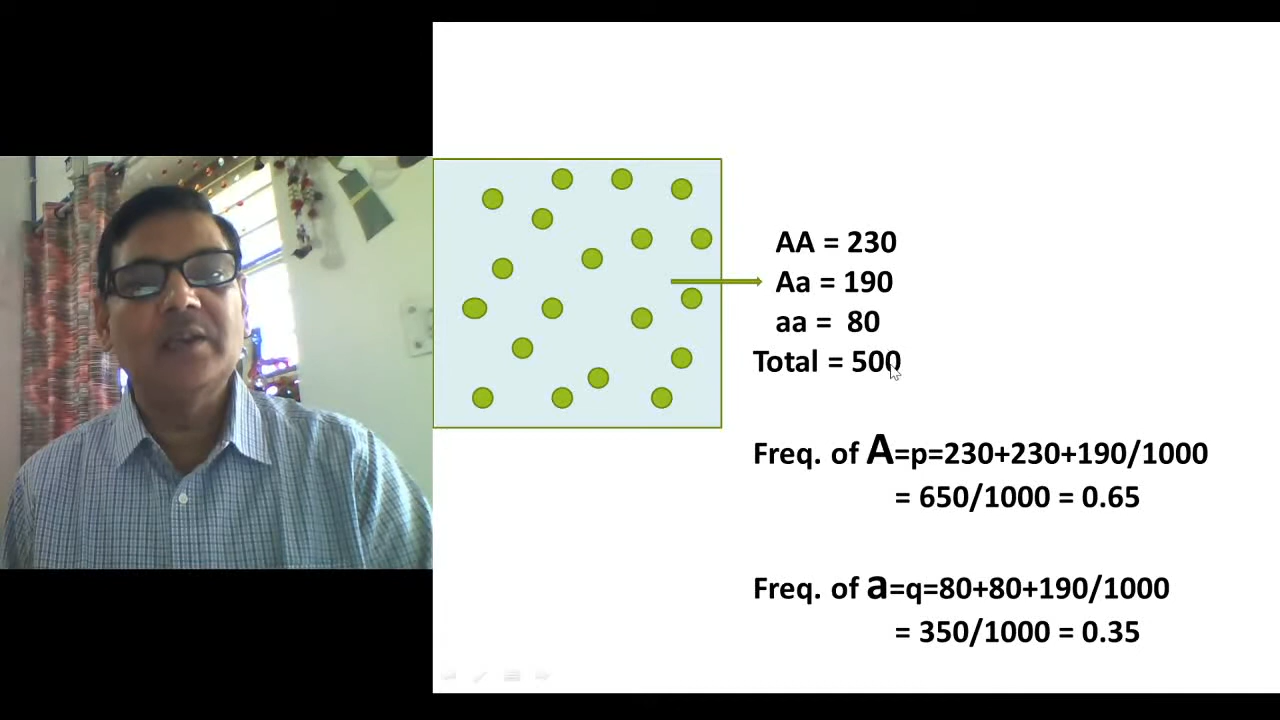 AA = 230
Aa = 190
aa = 80
Total = 500
Freq. of A=p=230+230+190/1000
= 650/1000 = 0.65
Freq. of a=q=80+80+190/1000
= 350/1000 = 0.35